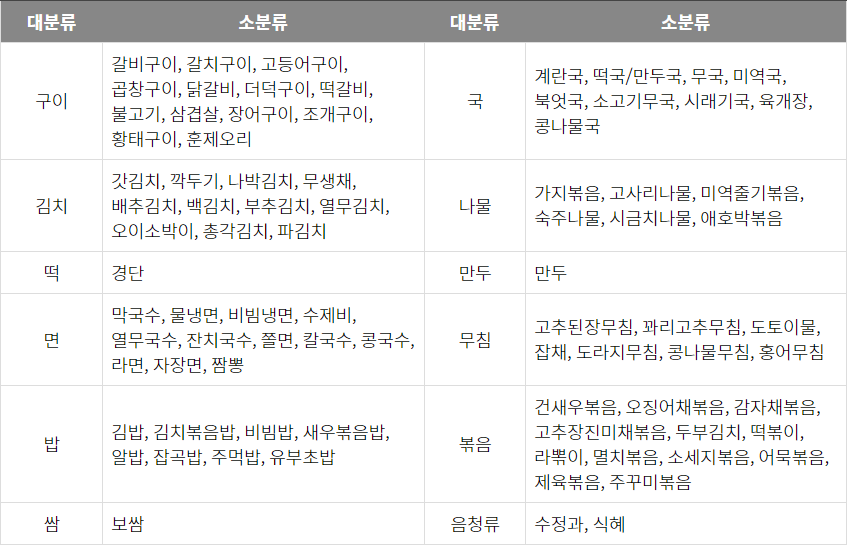 대분류 소분류 대분류 소분류
구이
갈비구이, 갈치구이, 고등어구이,
곱창구이, 닭갈비, 더덕구이, 떡갈비,
불고기, 삼겹살, 장어구이, 조개구이,
황태구이, 훈제오리
국
계란국, 떡국/만두국, 무국, 미역국,
북엇국, 소고기무국, 시래기국, 육개장,
콩나물국
김치
갓김치, 깍두기, 나박김치, 무생채,
배추김치, 백김치, 부추김치, 열무김치,
오이소박이, 총각김치, 파김치
나물
가지볶음, 고사리나물, 미역줄기볶음,
숙주나물, 시금치나물, 애호박볶음
떡
경단
만두
만두
면
막국수, 물냉면, 비빔냉면, 수제비,
열무국수, 잔치국수, 쫄면, 칼국수, 콩국수,
라면, 자장면, 짬뽕
무침
고추된장무침, 꽈리고추무침, 도토이물,
잡채, 도라지무침, 콩나물무침, 홍어무침
밥
김밥, 김치볶음밥, 비빔밥, 새우볶음밥,
알밥, 잡곡밥, 주먹밥, 유부초밥
볶음
건새우볶음, 오징어채볶음, 감자채볶음,
고추장진미채볶음, 두부김치, 떡볶이,
라뽁이, 멸치볶음, 소세지볶음, 어묵볶음,
제육볶음, 주꾸미볶음
쌈
보쌈
음청류
수정과, 식혜